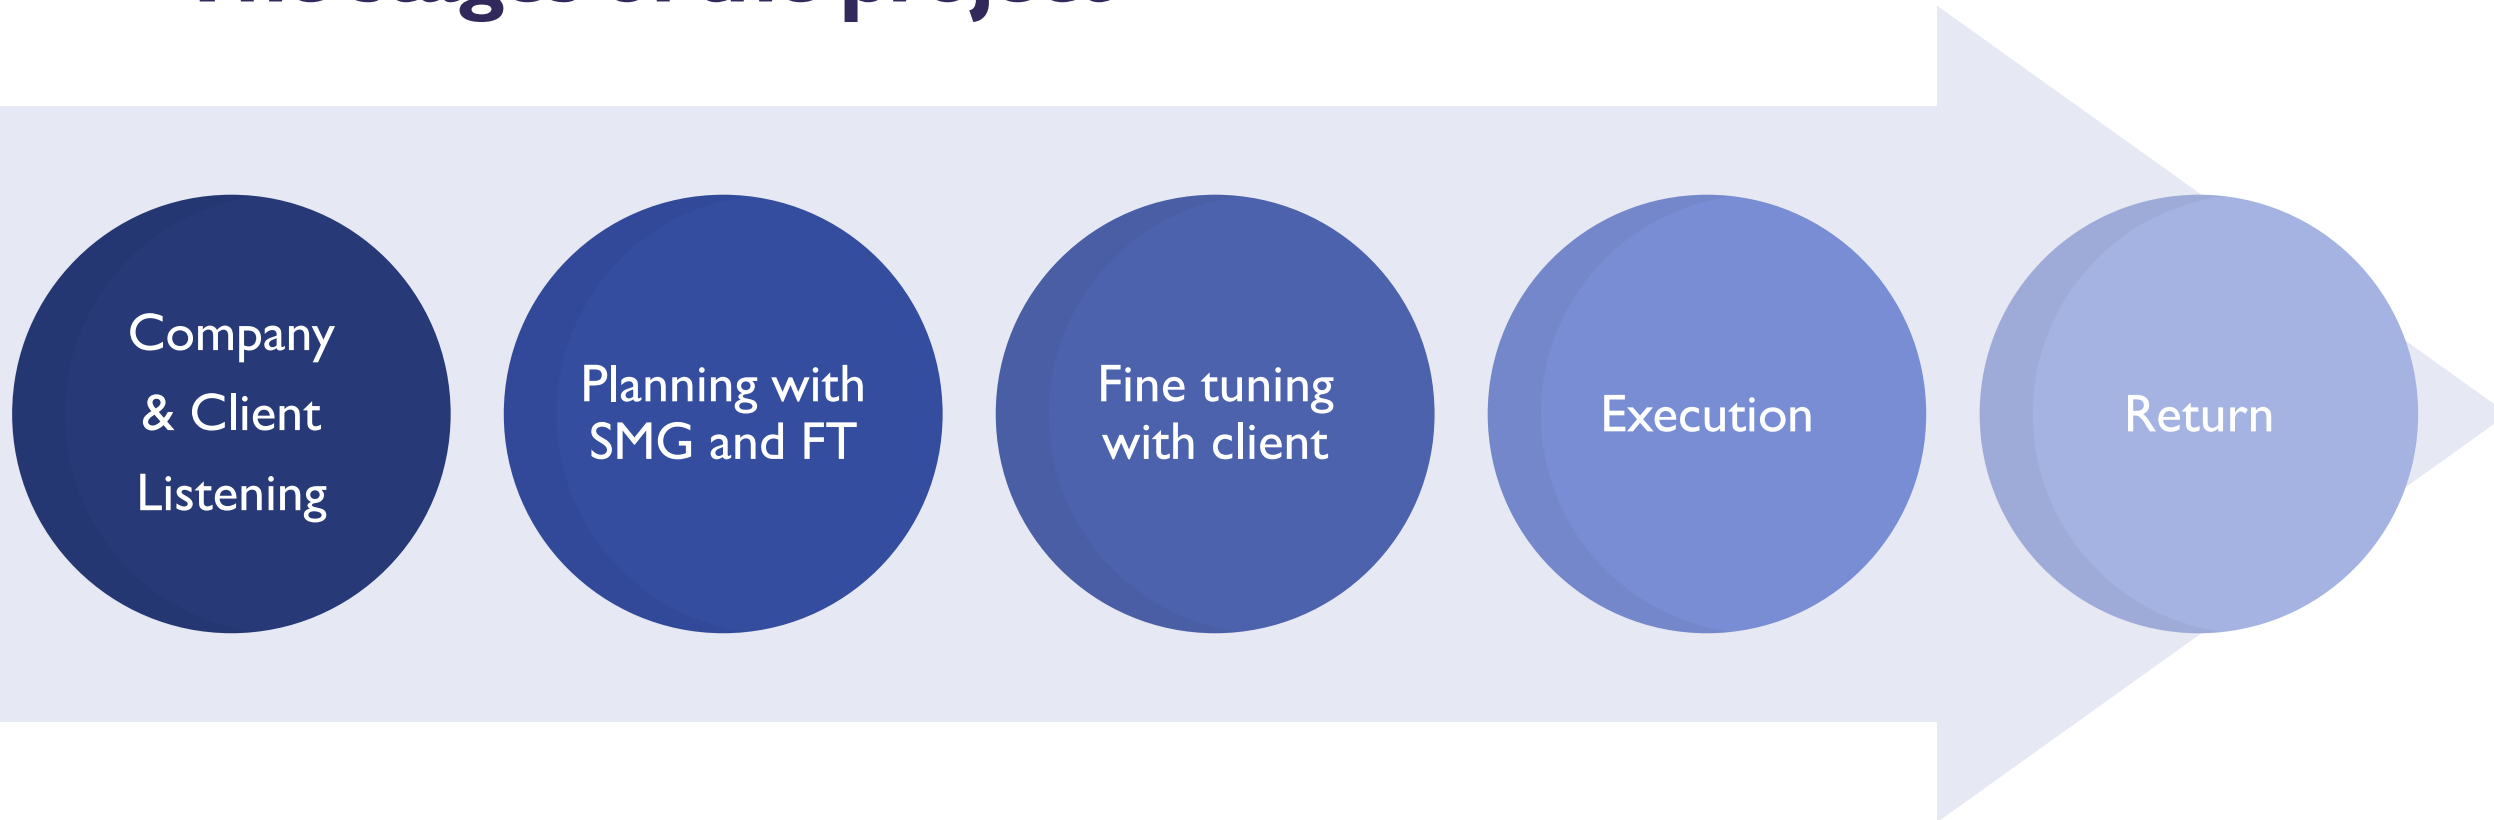 Company
& Client
Listening
Planning with
SMG and FT
Fine tuning
with client
Execution
Return